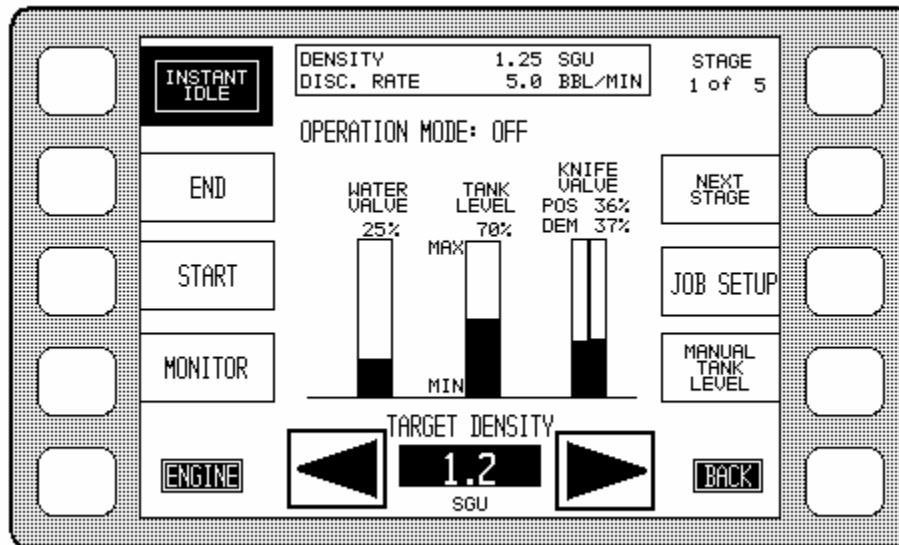 INSTANT
IDLE
DENSITY 1.25 SGU
DISC. RATE 5.0 BBL/MIN
STAGE
1 of 5
OPERATION MODE: OFF
END
WATER
VALVE
25%
TANK
LEVEL
70%
KNIFE
VALVE
POS 36%
DEM 37%
NEXT
STAGE
MAX
START
JOB SETUP
MONITOR
MIN
MANUAL
TANK
LEVEL
TARGET DENSITY
ENGINE
1.2
SGU
BACK